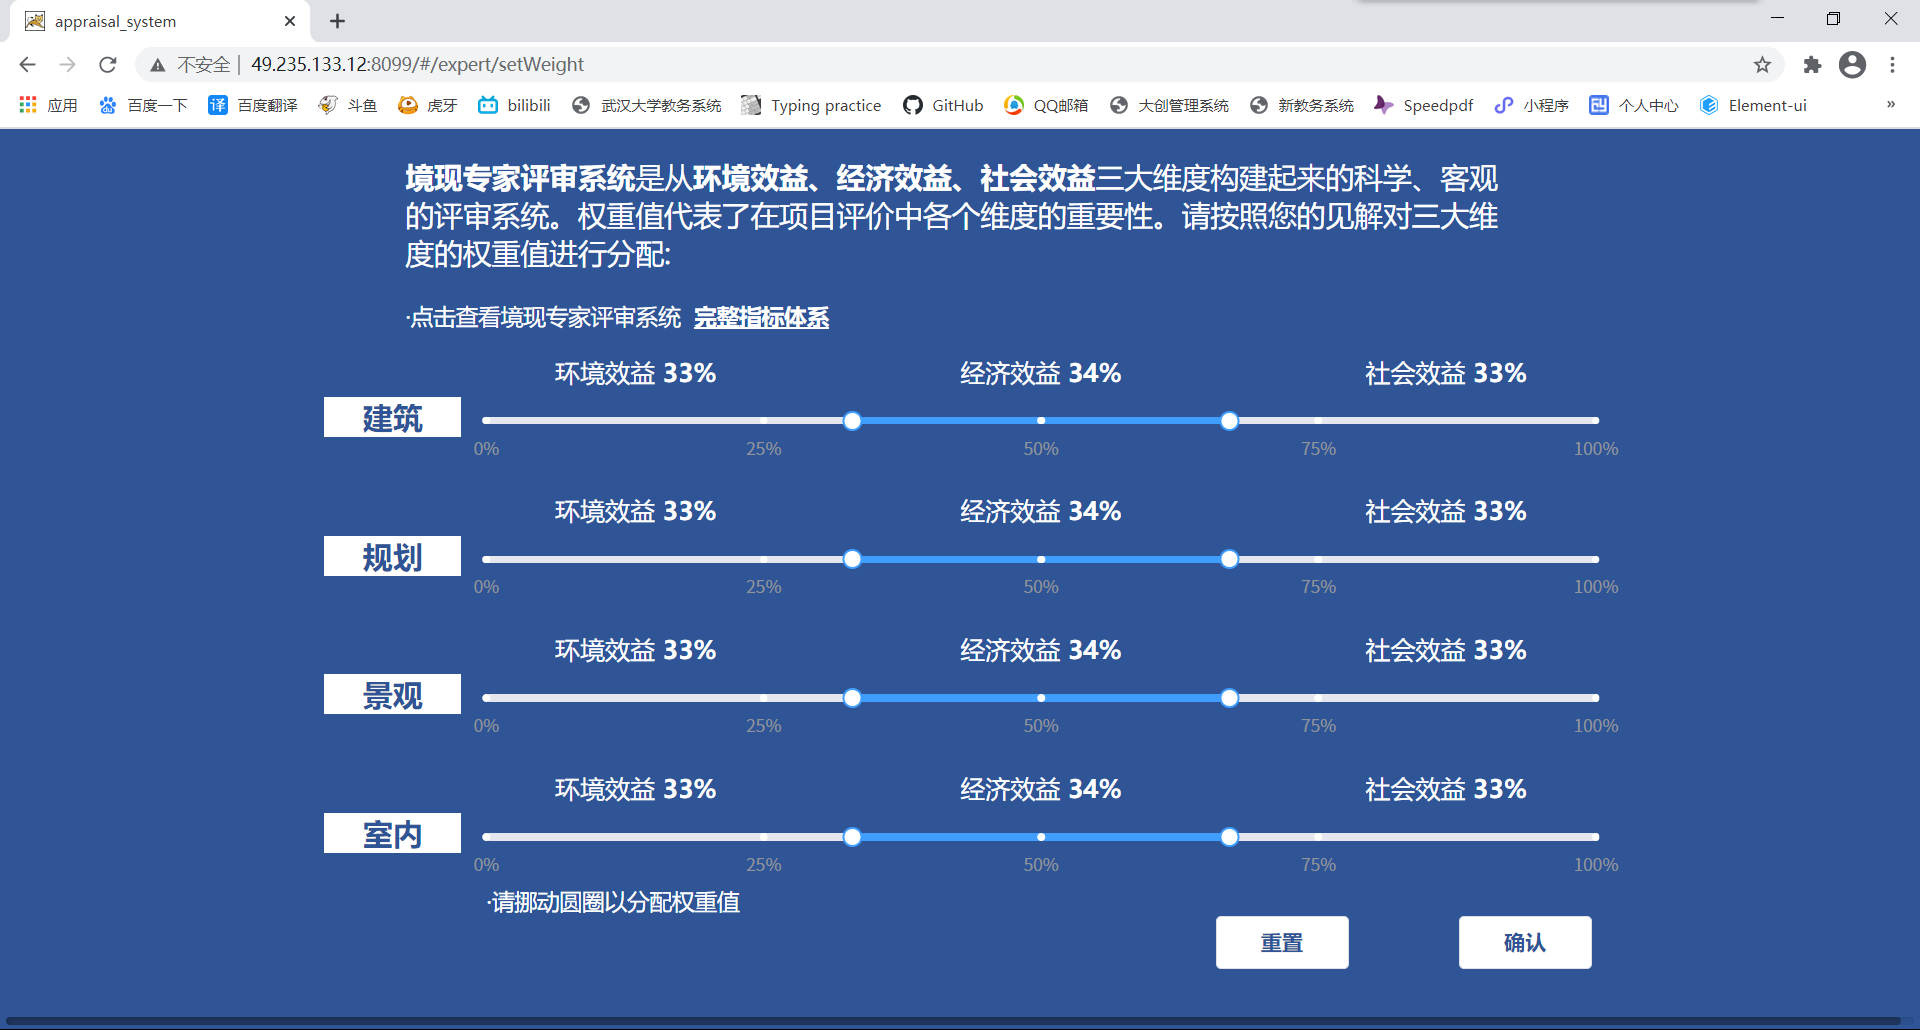 appraisal_system
不安全 | 49.235.133.12:8099/#/expert/setWeight
应用 百度一下 译 百度翻译 斗鱼 虎牙 bilibili 武汉大学教务系统 Typing practice GitHub QQ邮箱 大创管理系统 新教务系统 Speedpdf 小程序 个人中心 Element-ui »
境现专家评审系统是从环境效益、经济效益、社会效益三大维度构建起来的科学、客观
的评审系统。权重值代表了在项目评价中各个维度的重要性。请按照您的见解对三大维
度的权重值进行分配:
·点击查看境现专家评审系统 完整指标体系
环境效益 33% 经济效益 34% 社会效益 33%
建筑
0% 25% 50% 75% 100%
环境效益 33% 经济效益 34% 社会效益 33%
规划
0% 25% 50% 75% 100%
环境效益 33% 经济效益 34% 社会效益 33%
景观
0% 25% 50% 75% 100%
环境效益 33% 经济效益 34% 社会效益 33%
室内
0% 25% 50% 75% 100%
·请挪动圆圈以分配权重值
重置 确认